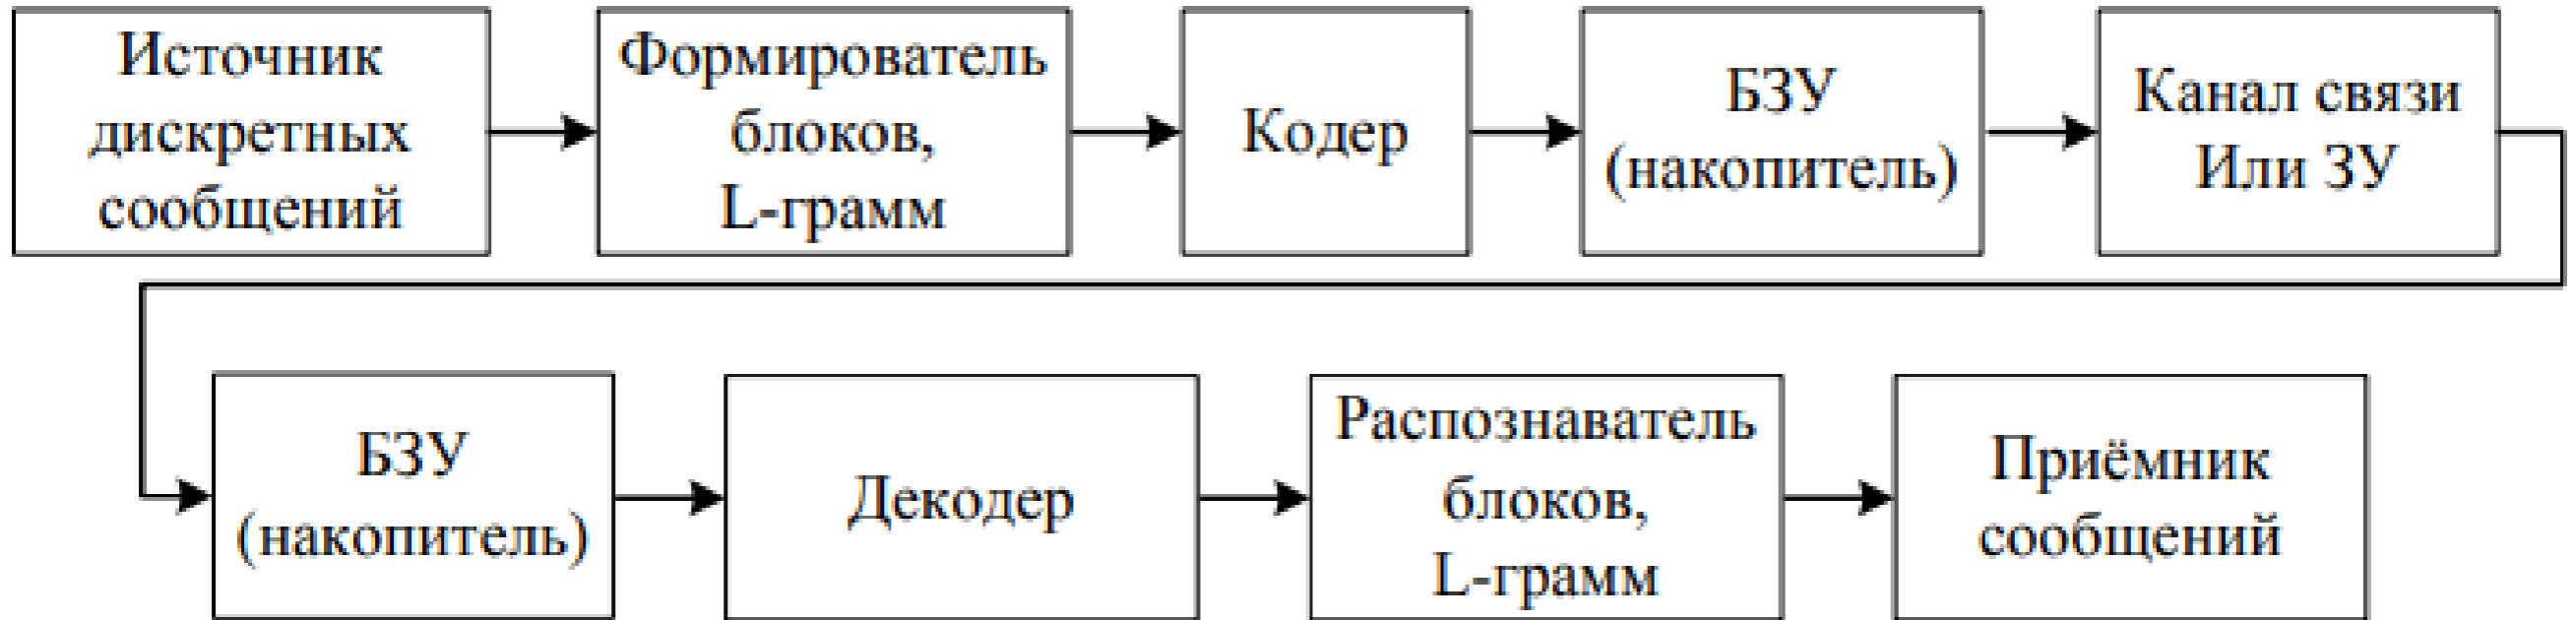 Источник
дискретных
сообщений
Формирователь
блоков,
L-грамм
Кодер
БЗУ
(накопитель)
Канал связи
Или ЗУ
БЗУ
(накопитель)
Декодер
Распознаватель
блоков,
L-грамм
Приёмник
сообщений